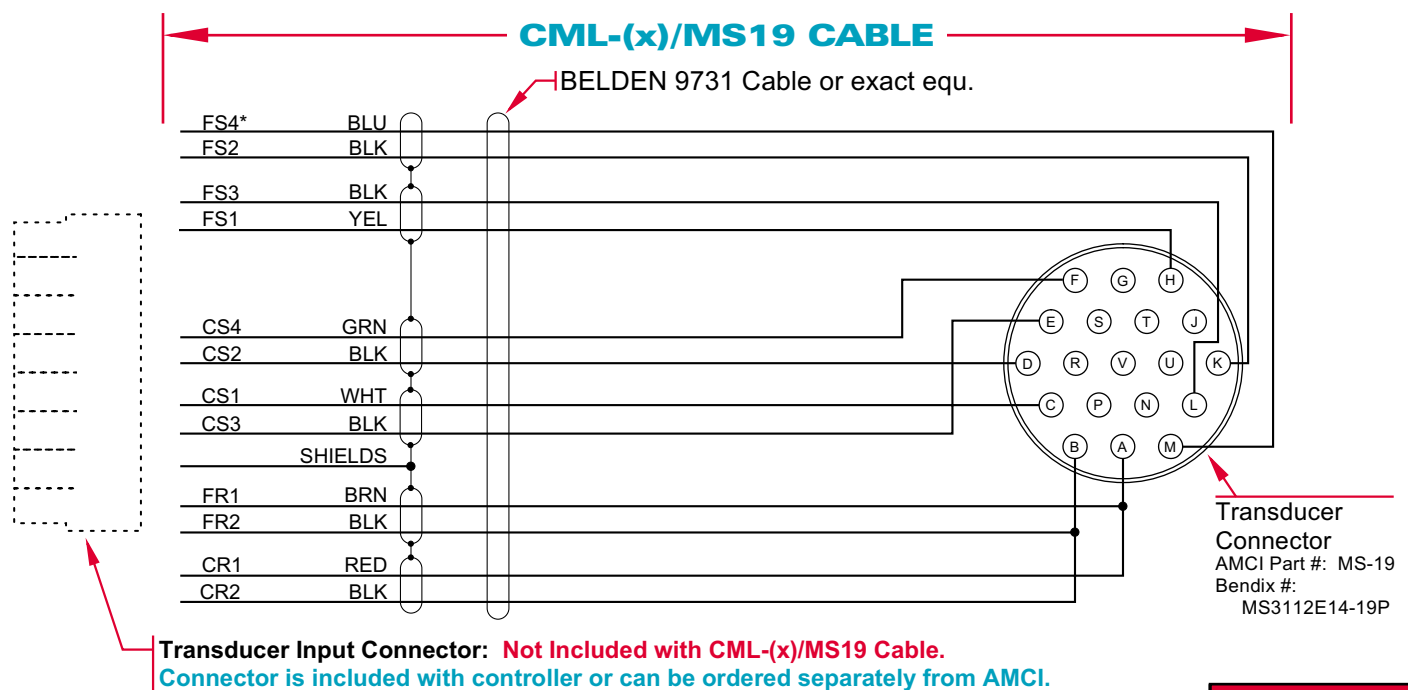 CML-(x)/MS19 CABLE
BELDEN 9731 Cable or exact equ.
FS4* BLU
FS2 BLK
FS3 BLK
FS1 YEL
F G H
CS4 GRN
E S T J
CS2 BLK
D R V U K
CS1 WHT
C P N L
CS3 BLK
B A M
SHIELDS
FR1 BRN
FR2 BLK
CR1 RED
CR2 BLK
Transducer
Connector
AMCI Part #: MS-19
Bendix #:
MS3112E14-19P
Transducer Input Connector: Not Included with CML-(x)/MS19 Cable.
Connector is included with controller or can be ordered separately from AMCI.